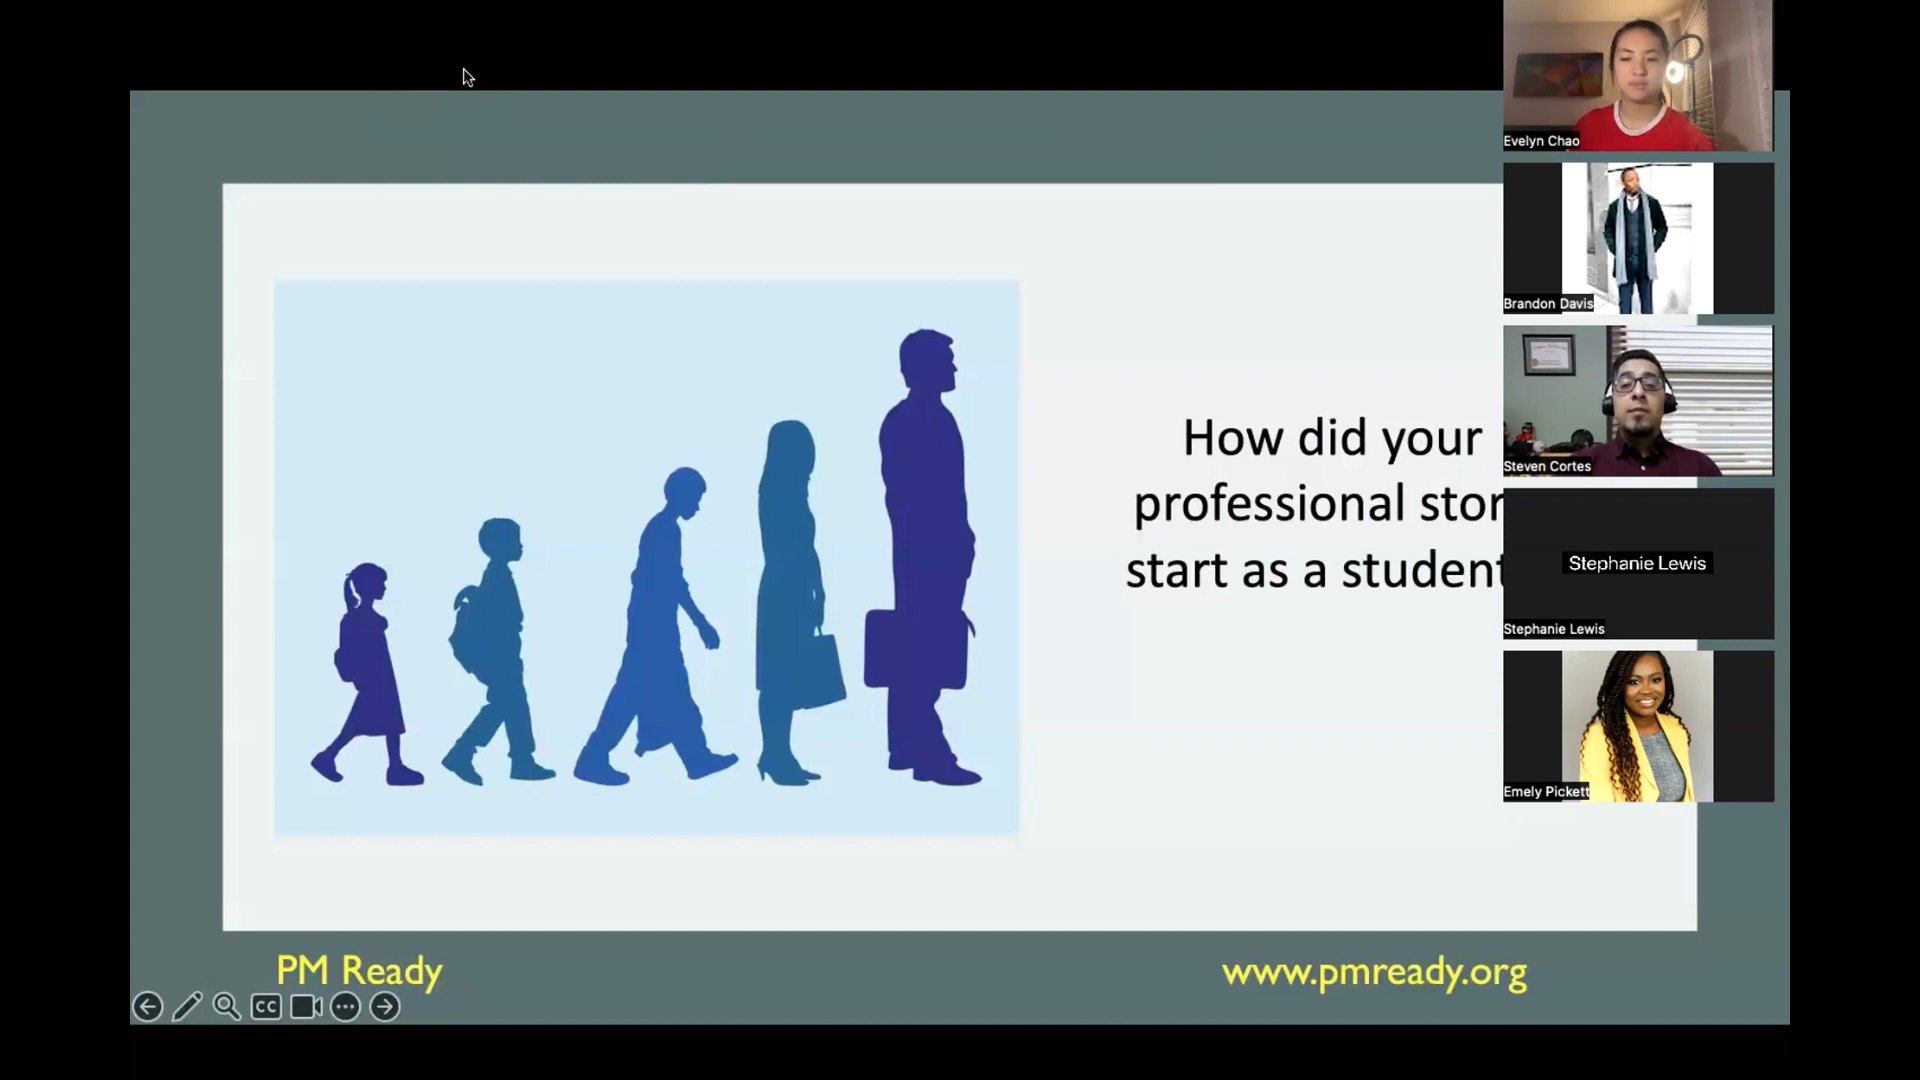 How did your
professional stor
start as a student
PM Ready
www.pmready.org
CC
Evelyn Chao
Brandon Davis
Steven Cortes
Stephanie Lewis
Stephanie Lewis
Emely Pickett